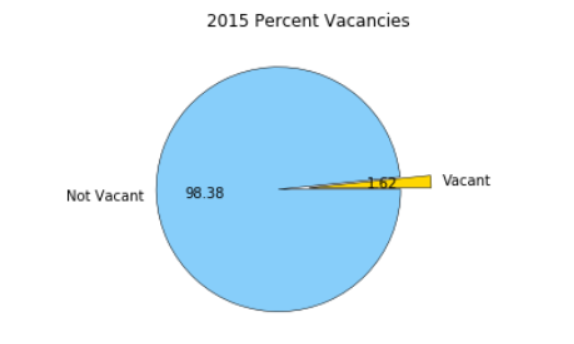 2015 Percent Vacancies
1.62
Vacant
Not Vacant
98.38